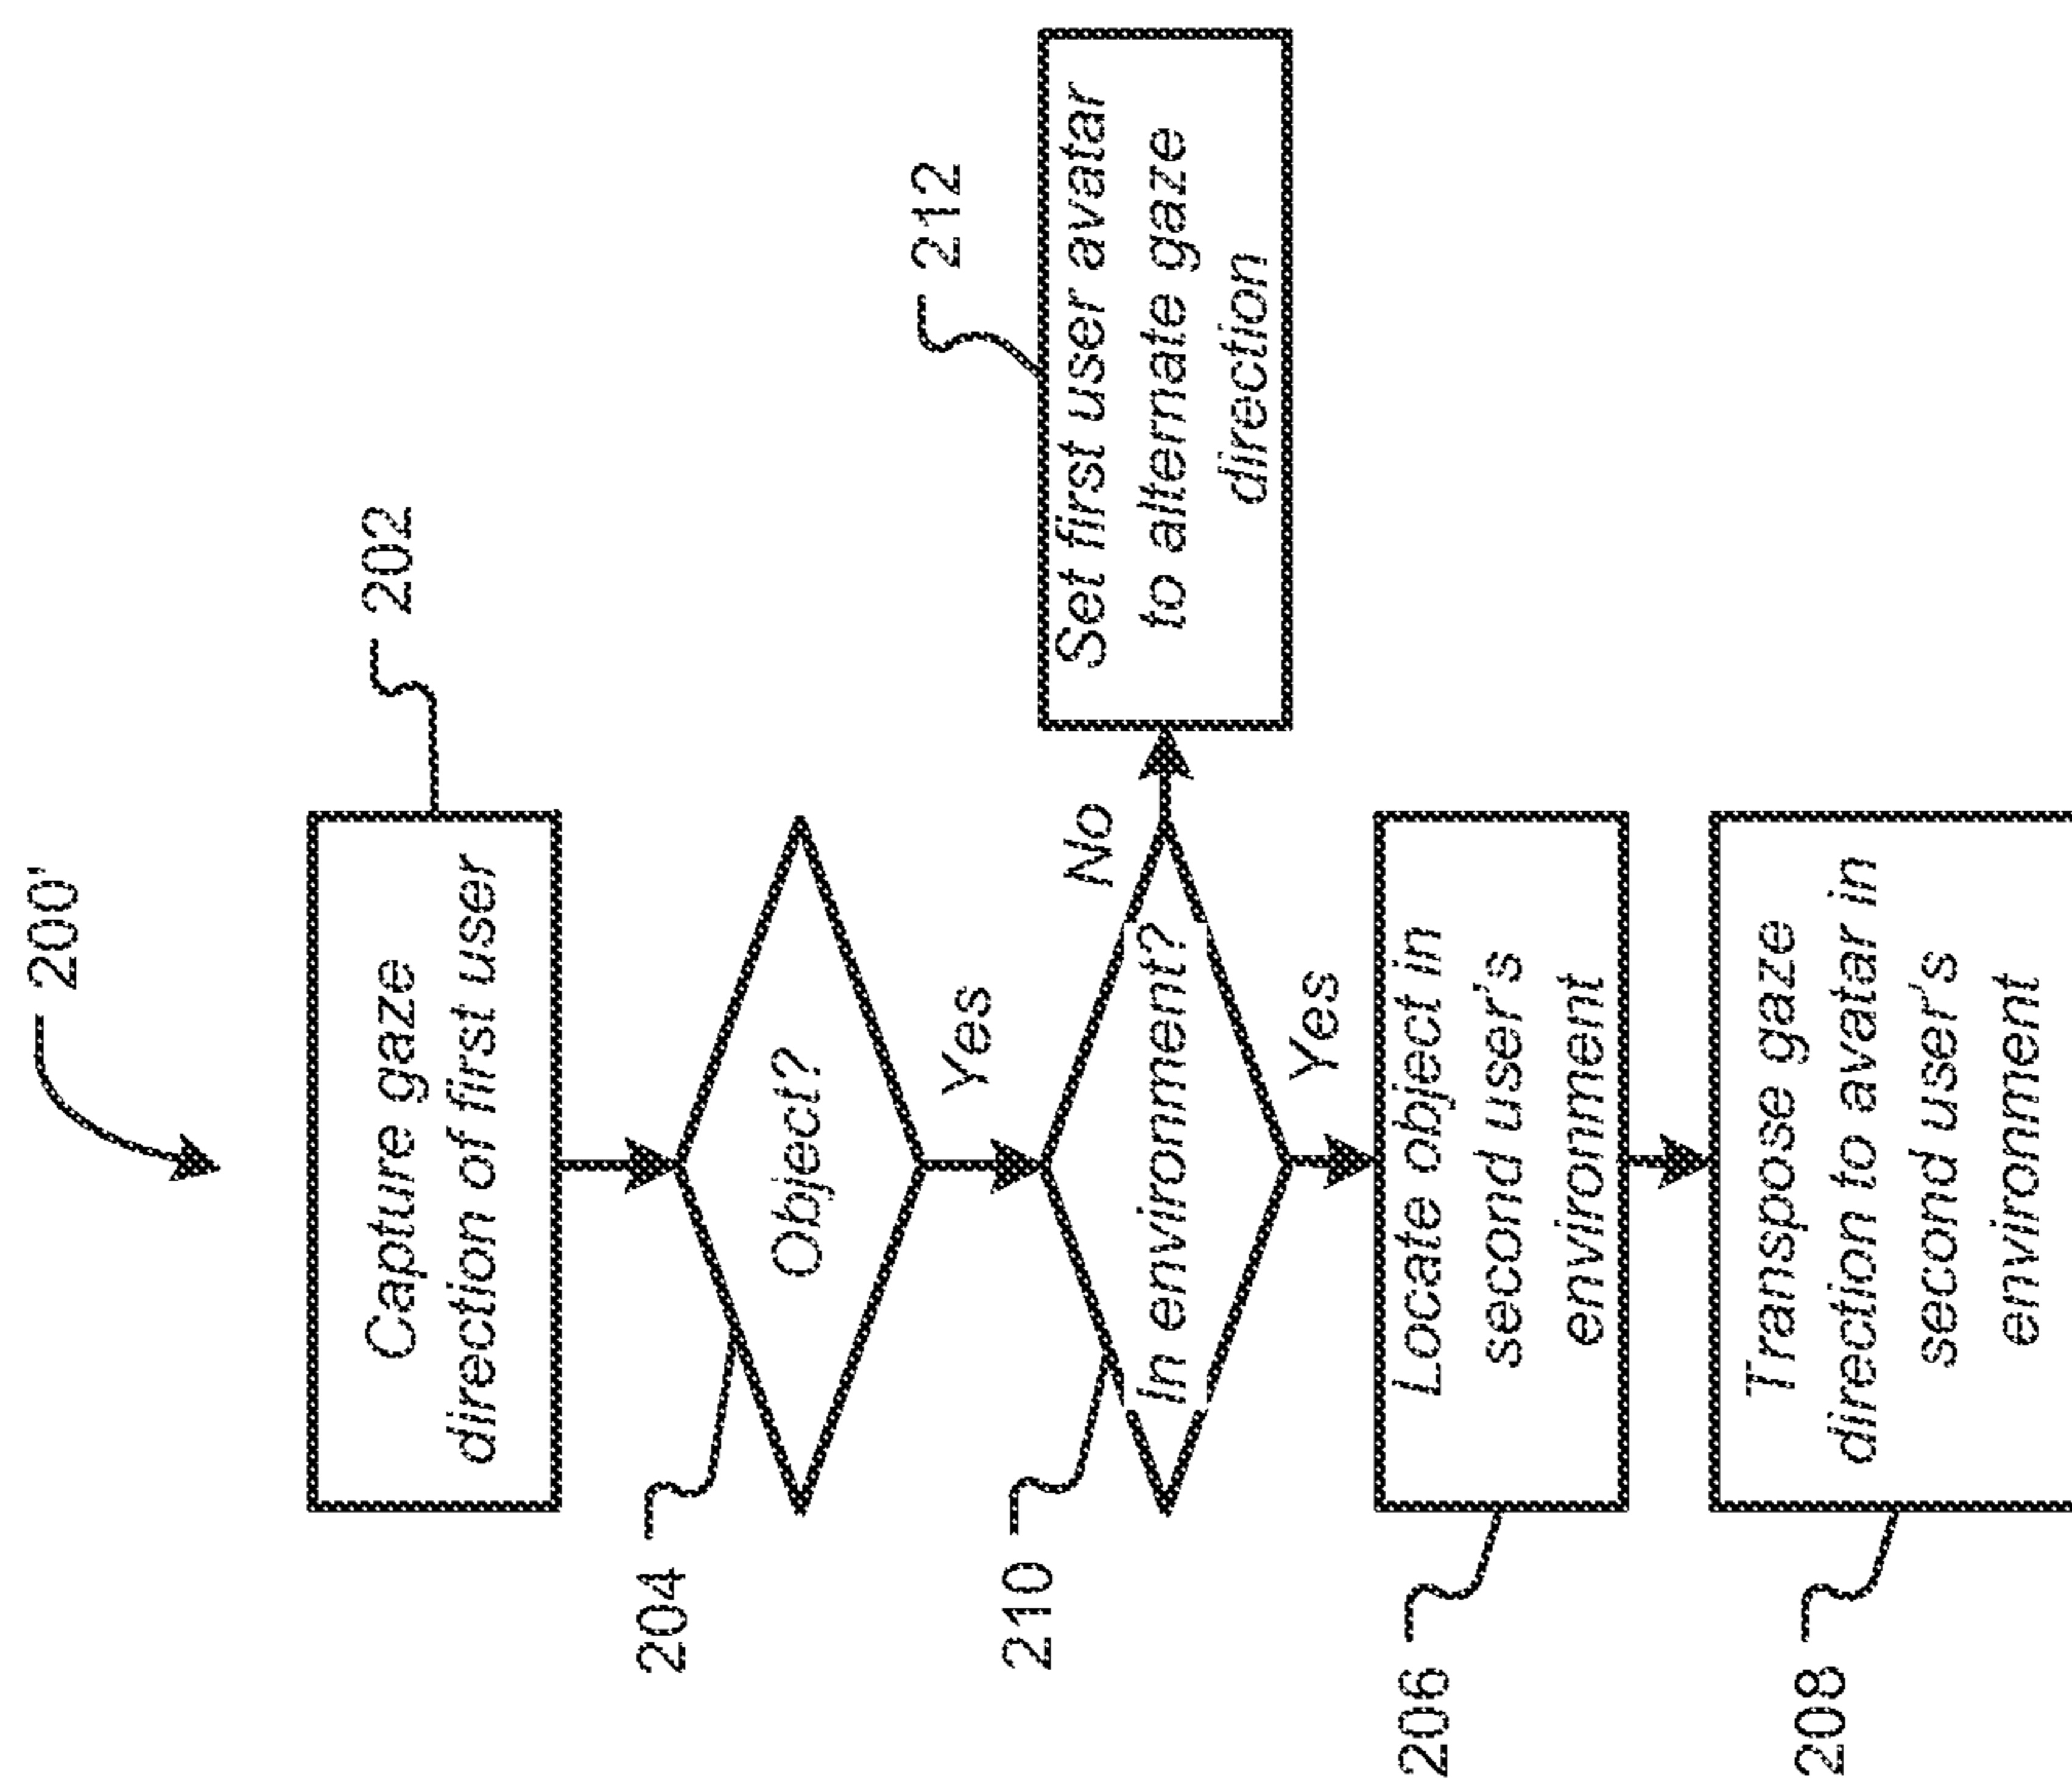 200'
Capture gaze
direction of first user
202
Object?
204
Yes
In environment?
210
No
Set first user avatar
to alternate gaze
direction
212
Yes
Locate object in
second user's
environment
206
Transpose gaze
direction to avatar in
second user's
environment
208